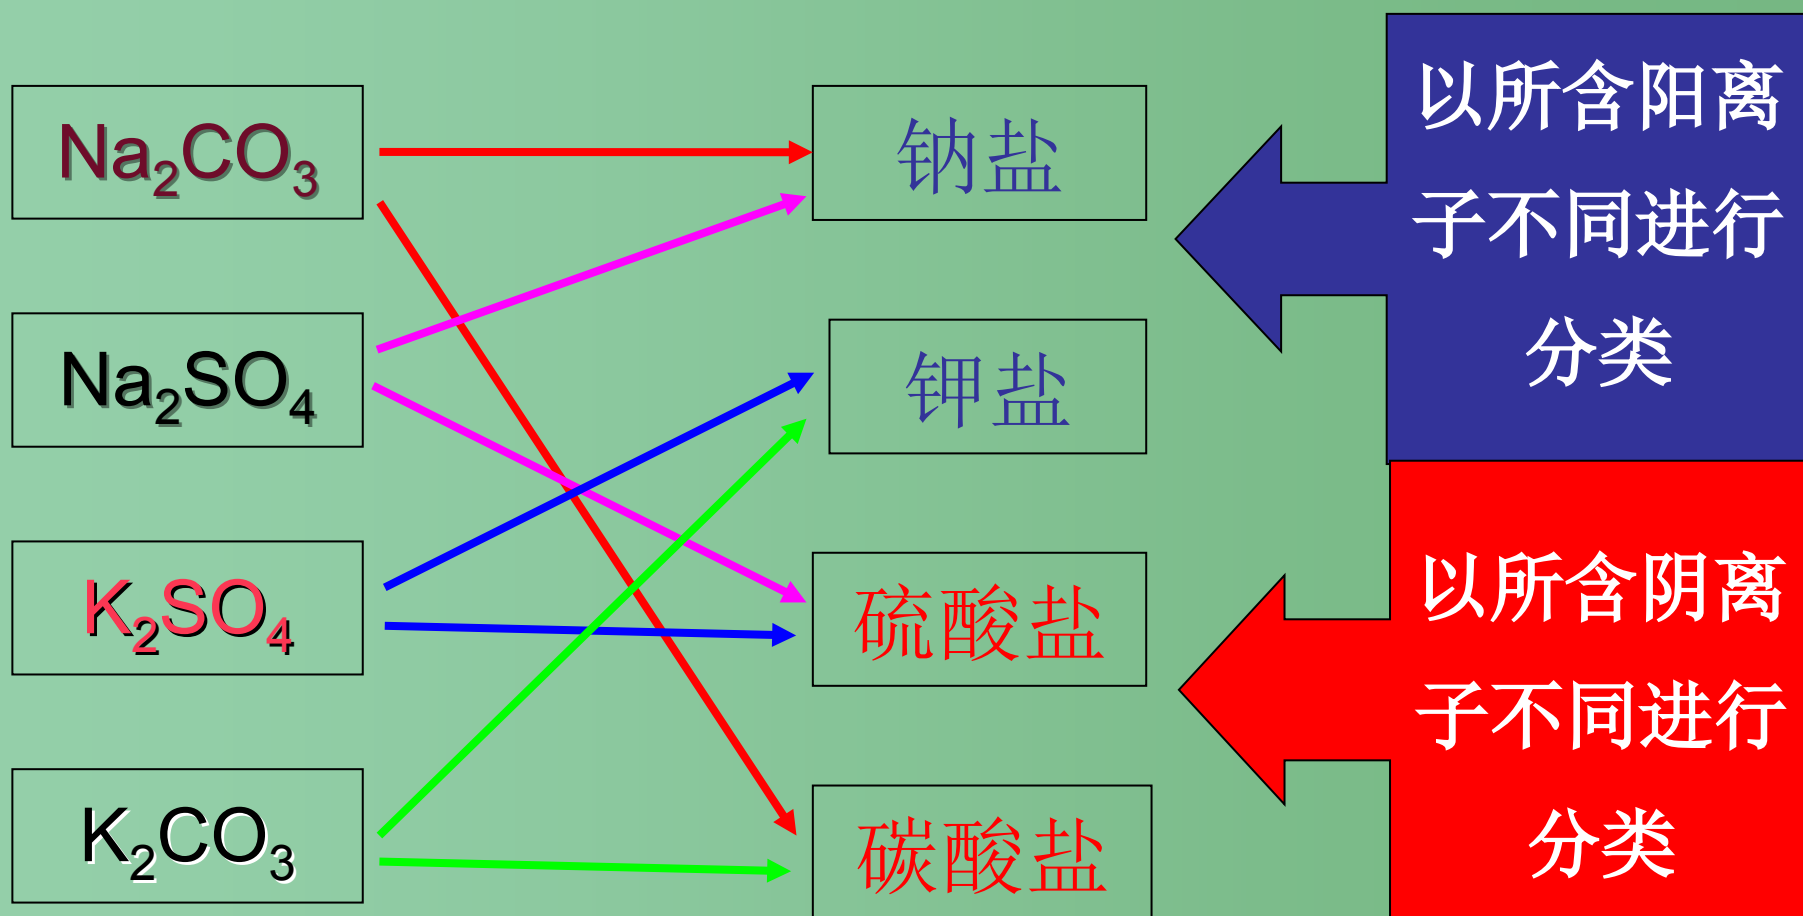 Na₂CO₃
Na₂SO₄
K₂SO₄
K₂CO₃
钠盐
钾盐
硫酸盐
碳酸盐
以所含阳离
子不同进行
分类
以所含阴离
子不同进行
分类